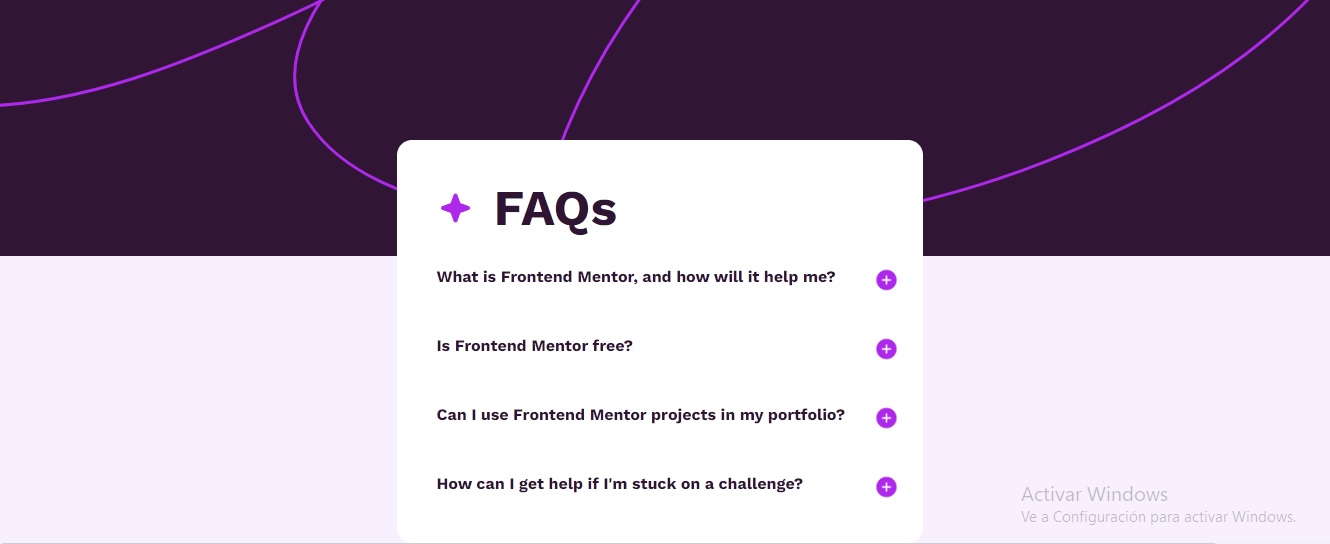 FAQs
What is Frontend Mentor, and how will it help me?
Is Frontend Mentor free?
Can I use Frontend Mentor projects in my portfolio?
How can I get help if I'm stuck on a challenge?
Activar Windows
Ve a Configuración para activar Windows.